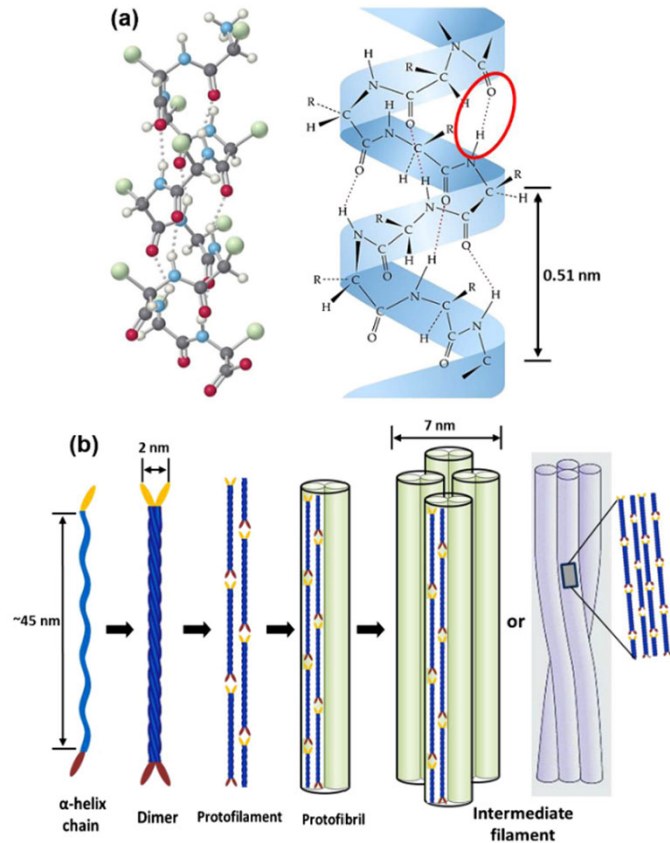 (a)
H
N
C
O
R
H
H
N
C
C
H
O
H
N
R
C
H
C
O
N
H
R
C
H
C
O
H
N
R
C
C
H
N
C
O
R
C
H
C
O
H
N
C
R
H
C
O
N
H
C
0.51 nm
(b)
2 nm
7 nm
~45 nm
or
α-helix
chain
Dimer
Protofilament
Protofibril
Intermediate
filament